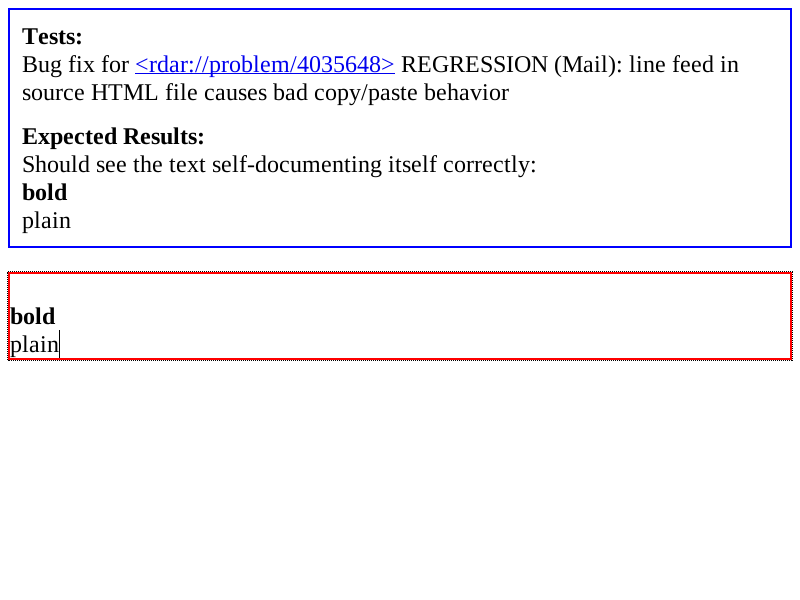 Tests:
Bug fix for <rdar://problem/4035648> REGRESSION (Mail): line feed in
source HTML file causes bad copy/paste behavior
Expected Results:
Should see the text self-documenting itself correctly:
bold
plain
bold
plain